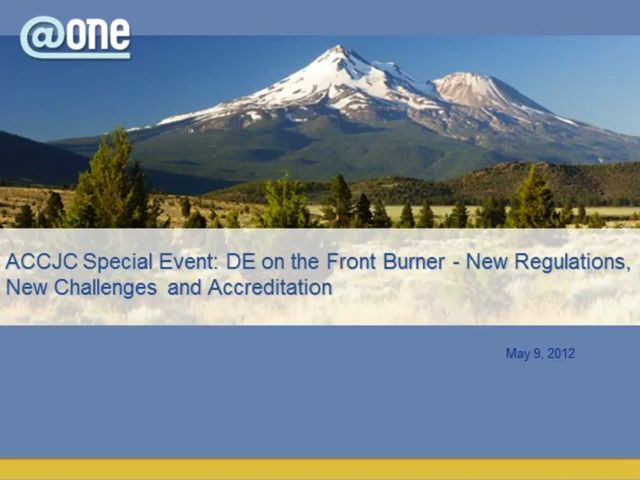 @one
ACCJC Special Event: DE on the Front Burner - New Regulations,
New Challenges and Accreditation
May 9, 2012